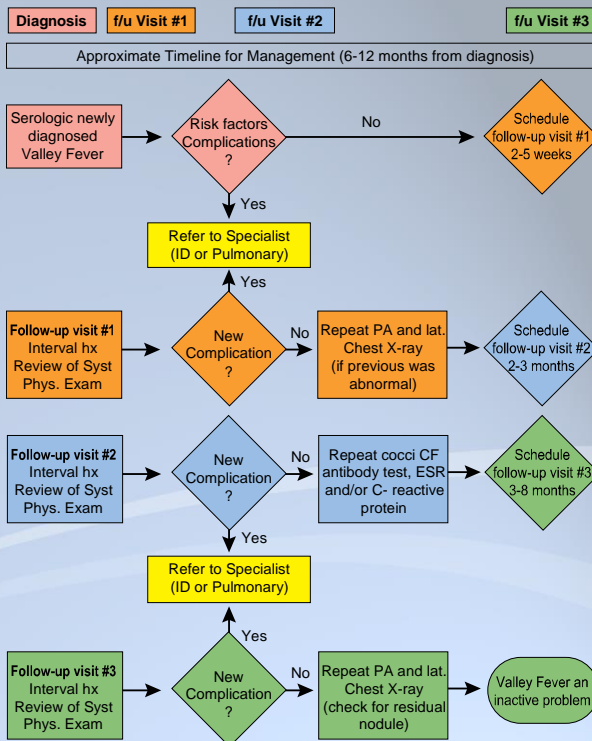 Diagnosis
f/u Visit #1
f/u Visit #2
f/u Visit #3
Approximate Timeline for Management (6-12 months from diagnosis)
Serologic newly
diagnosed
Valley Fever
Risk factors
Complications
?
No
Schedule
follow-up visit #1
2-5 weeks
Yes
Refer to Specialist
(ID or Pulmonary)
Yes
Follow-up visit #1
Interval hx
Review of Syst
Phys. Exam
New
Complication
?
No
Repeat PA and lat.
Chest X-ray
(if previous was
abnormal)
Schedule
follow-up visit #2
2-3 months
Follow-up visit #2
Interval hx
Review of Syst
Phys. Exam
New
Complication
?
No
Repeat cocci CF
antibody test, ESR
and/or C- reactive
protein
Schedule
follow-up visit #3
3-8 months
Yes
Refer to Specialist
(ID or Pulmonary)
Yes
Follow-up visit #3
Interval hx
Review of Syst
Phys. Exam
New
Complication
?
No
Repeat PA and lat.
Chest X-ray
(check for residual
nodule)
Valley Fever an
inactive problem